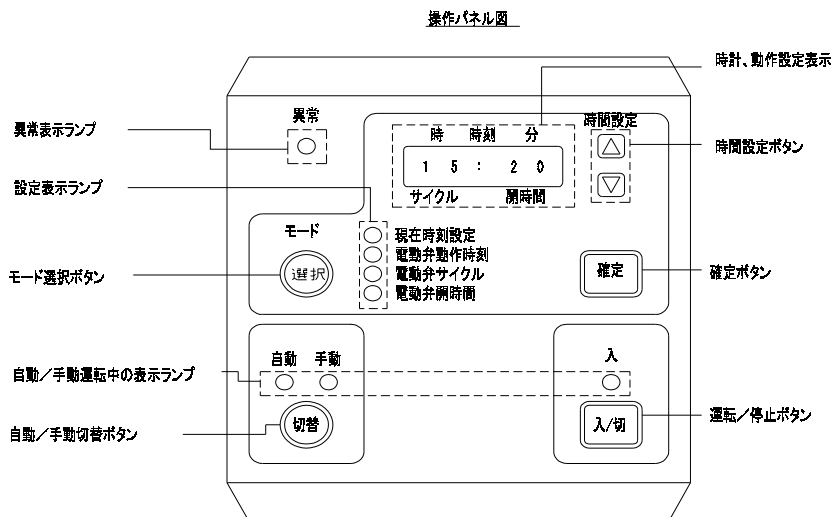 操作パネル図
時計、動作設定表示
異常
時間設定
異常表示ランプ
時 時刻 分
時間設定ボタン
15:20
設定表示ランプ
サイクル 開時間
モード
現在時刻設定
電動弁動作時刻
選択
電動弁サイクル
確定
モード選択ボタン
確定ボタン
電動弁開時間
自動 手動
入
自動／手動運転中の表示ランプ
切替
入/切
運転／停止ボタン
自動／手動切替ボタン